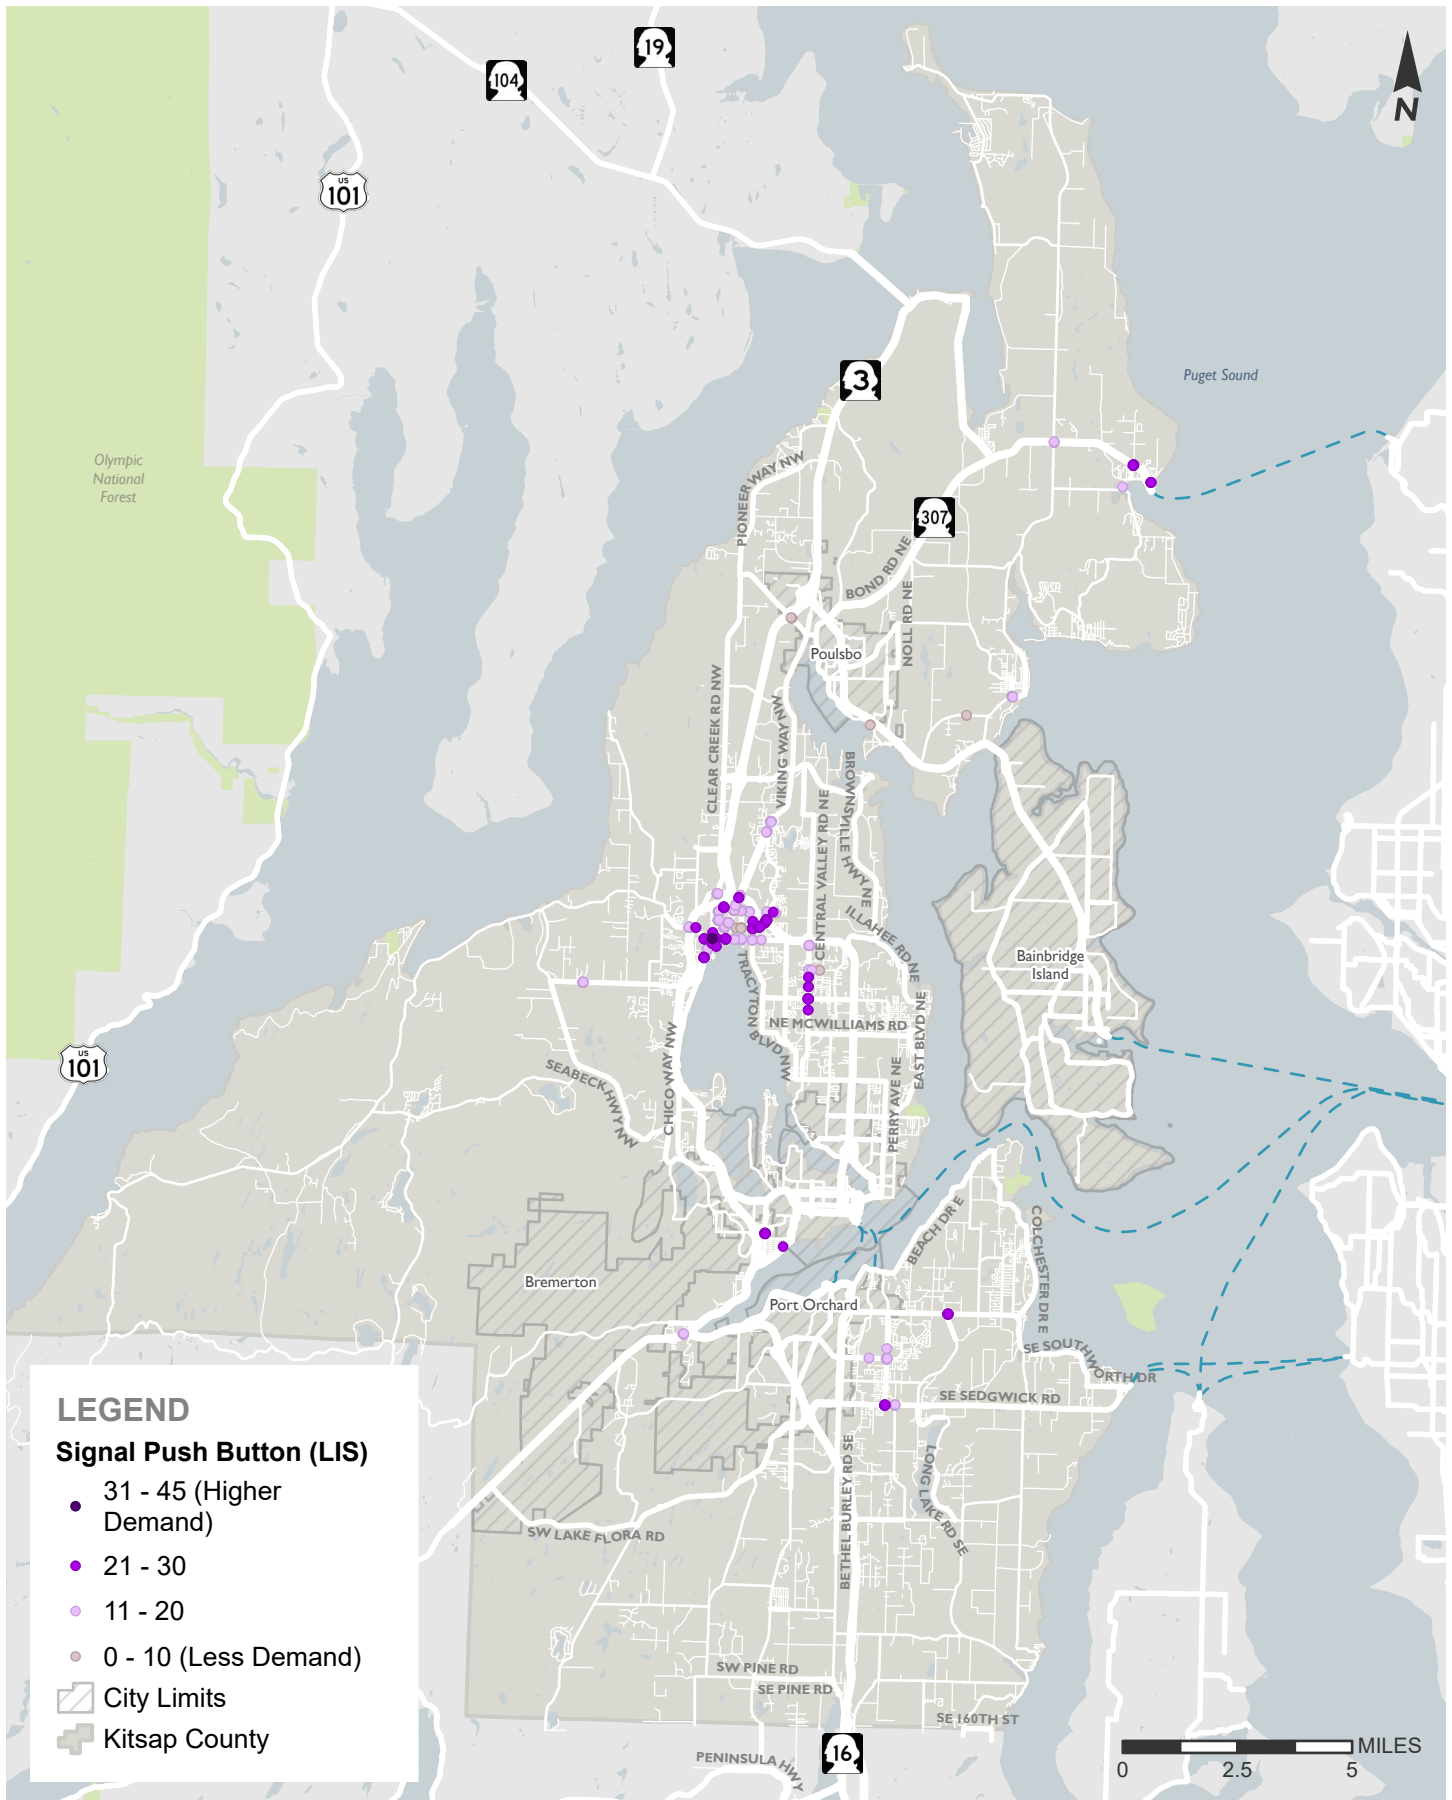 19
104
N
US
101
3
Puget Sound
Olympic
National
Forest
PIONEER WAY NW
307
BOND RD NE
NOLL RD NE
Poulsbo
CLEAR CREEK RD NW
VIKING WAY NW
BROWNSVILLE HWY NE
CENTRAL VALLEY RD NE
ILLAHEE RD NE
Bainbridge
Island
TRACYTON BLVD NW
NE MCWILLIAMS RD
EAST BLVD NE
US
101
SEABECK HWY NW
CHICO WAY NW
PERRY AVE NE
BEACH DR E
COLCHESTER DR E
Bremerton
Port Orchard
SE SOUTHWORTH DR
SE SEDGWICK RD
LONG LAKE RD SE
BETHEL BURLEY RD SE
SW LAKE FLORA RD
SW PINE RD
SE PINE RD
SE 160TH ST
PENINSULA HWY
16
LEGEND
Signal Push Button (LIS)
31 - 45 (Higher
Demand)
21 - 30
11 - 20
0 - 10 (Less Demand)
City Limits
Kitsap County
MILES
0 2.5 5